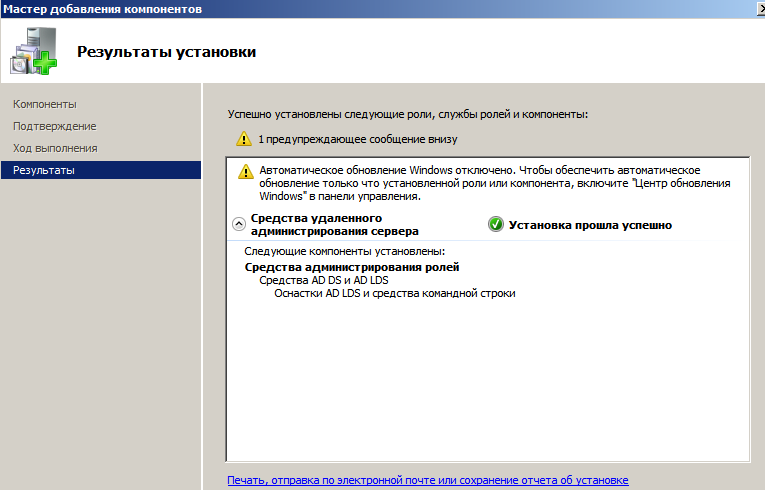 Мастер добавления компонентов
Результаты установки
Компоненты
Подтверждение
Ход выполнения
Результаты
Успешно установлены следующие роли, службы ролей и компоненты:
1 предупреждающее сообщение внизу
Автоматическое обновление Windows отключено. Чтобы обеспечить автоматическое
обновление только что установленной роли или компонента, включите "Центр обновления
Windows" в панели управления.
Средства удаленного
администрирования сервера
Установка прошла успешно
Следующие компоненты установлены:
Средства администрирования ролей
Средства AD DS и AD LDS
Оснастки AD LDS и средства командной строки
Печать, отправка по электронной почте или сохранение отчета об установке